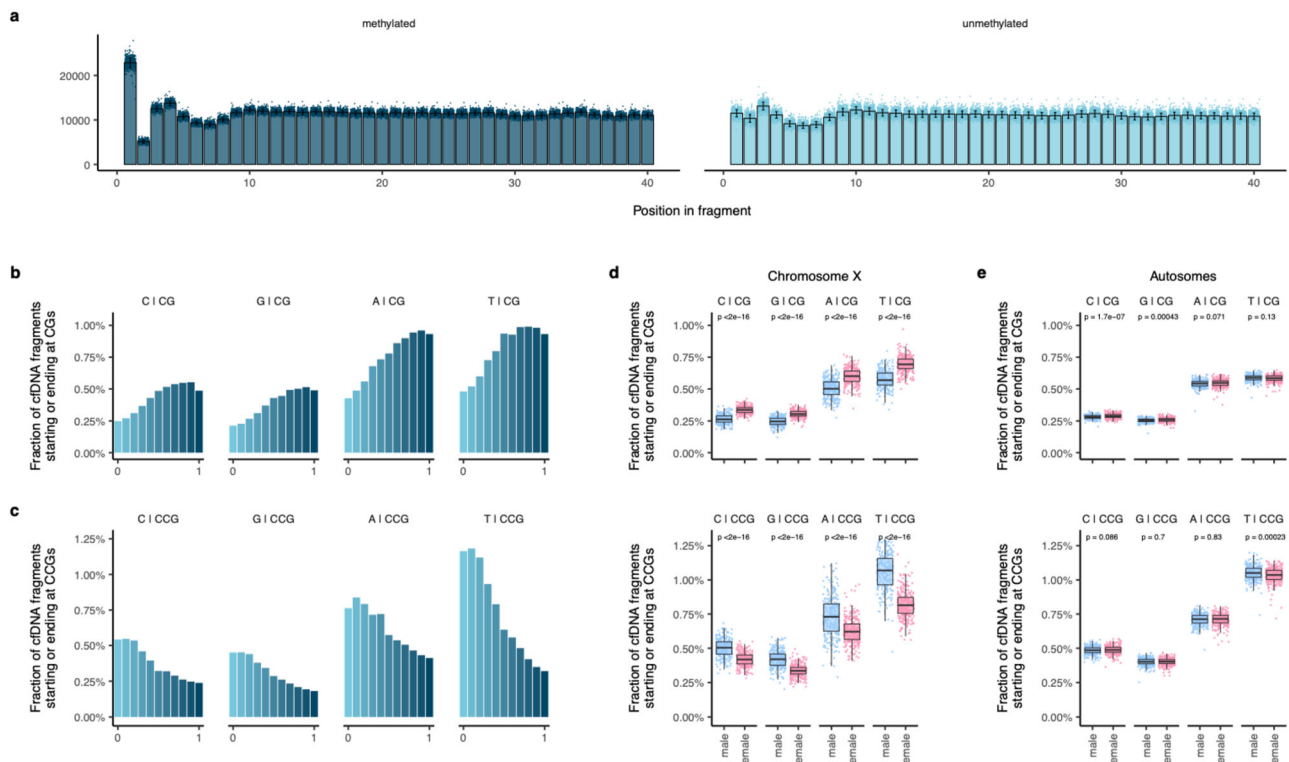 a
methylated
unmethylated
20000
10000
0
0 10 20 30 40
0 10 20 30 40
Position in fragment
b
C | CG G | CG A | CG T | CG
Fraction of cfDNA fragments
starting or ending at CGs
1.00%
0.75%
0.50%
0.25%
0.00%
0 1 0 1 0 1 0 1
c
C | CCG G | CCG A | CCG T | CCG
Fraction of cfDNA fragments
starting or ending at CCGs
1.25%
1.00%
0.75%
0.50%
0.25%
0.00%
0 1 0 1 0 1 0 1
d
Chromosome X
C | CG G | CG A | CG T | CG
p <2e-16 p <2e-16 p <2e-16 p <2e-16
Fraction of cfDNA fragments
starting or ending at CGs
1.00%
0.75%
0.50%
0.25%
0.00%
C | CCG G | CCG A | CCG T | CCG
p <2e-16 p <2e-16 p <2e-16 p <2e-16
Fraction of cfDNA fragments
starting or ending at CCGs
1.25%
1.00%
0.75%
0.50%
0.25%
0.00%
male emale male emale male emale male emale
e
Autosomes
C | CG G | CG A | CG T | CG
p = 1.7e-07 p = 0.00043 p = 0.071 p = 0.13
Fraction of cfDNA fragments
starting or ending at CGs
1.00%
0.75%
0.50%
0.25%
0.00%
C | CCG G | CCG A | CCG T | CCG
p = 0.086 p = 0.7 p = 0.83 p = 0.00023
Fraction of cfDNA fragments
starting or ending at CCGs
1.25%
1.00%
0.75%
0.50%
0.25%
0.00%
male emale male emale male emale male emale